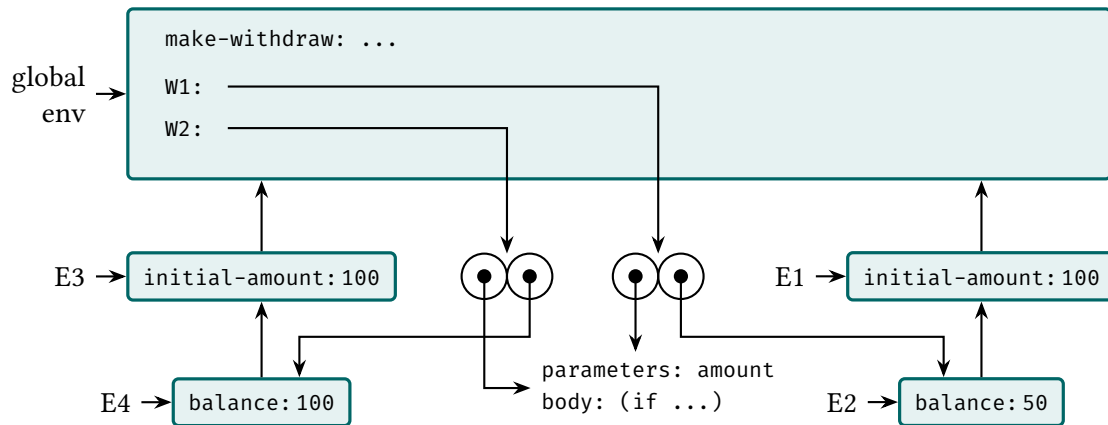 make-withdraw: ...
global
env
W1:
W2:
E3
initial-amount: 100
E1
initial-amount: 100
parameters: amount
body: (if ...)
E4
balance: 100
E2
balance: 50